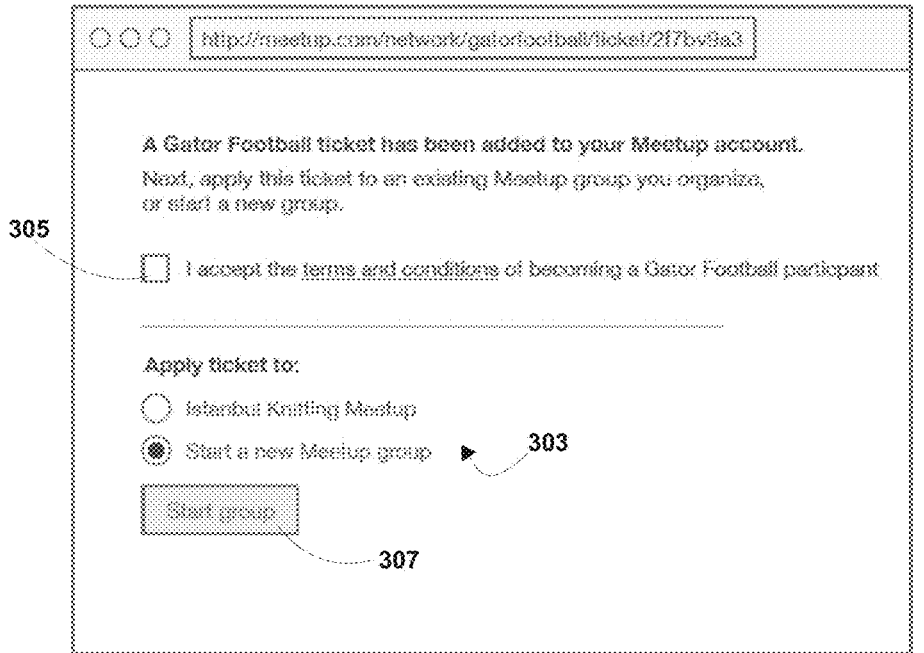 http://meetup.com/network/gatorfootball/ticket/2f7bv9a3
A Gator Football ticket has been added to your Meetup account.
Next, apply this ticket to an existing Meetup group you organize,
or start a new group.
305
I accept the terms and conditions of becoming a Gator Football particpant
Apply ticket to:
Istanbul Knitting Meetup
Start a new Meetup group
303
Start group
307